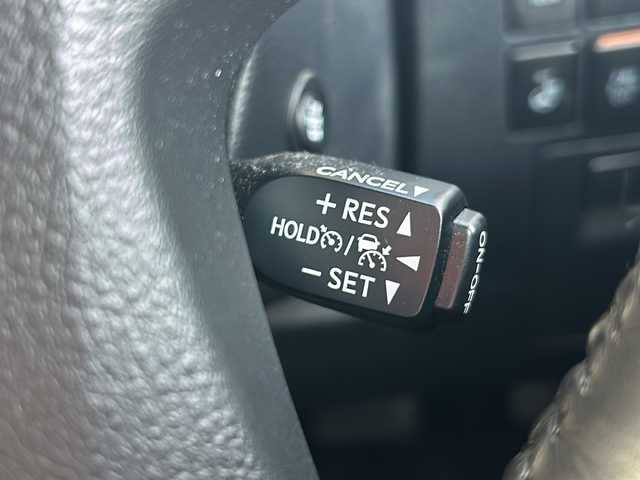 CANCEL▼
+ RES ▲
HOLD / ◀
− SET ▼
ON-OFF